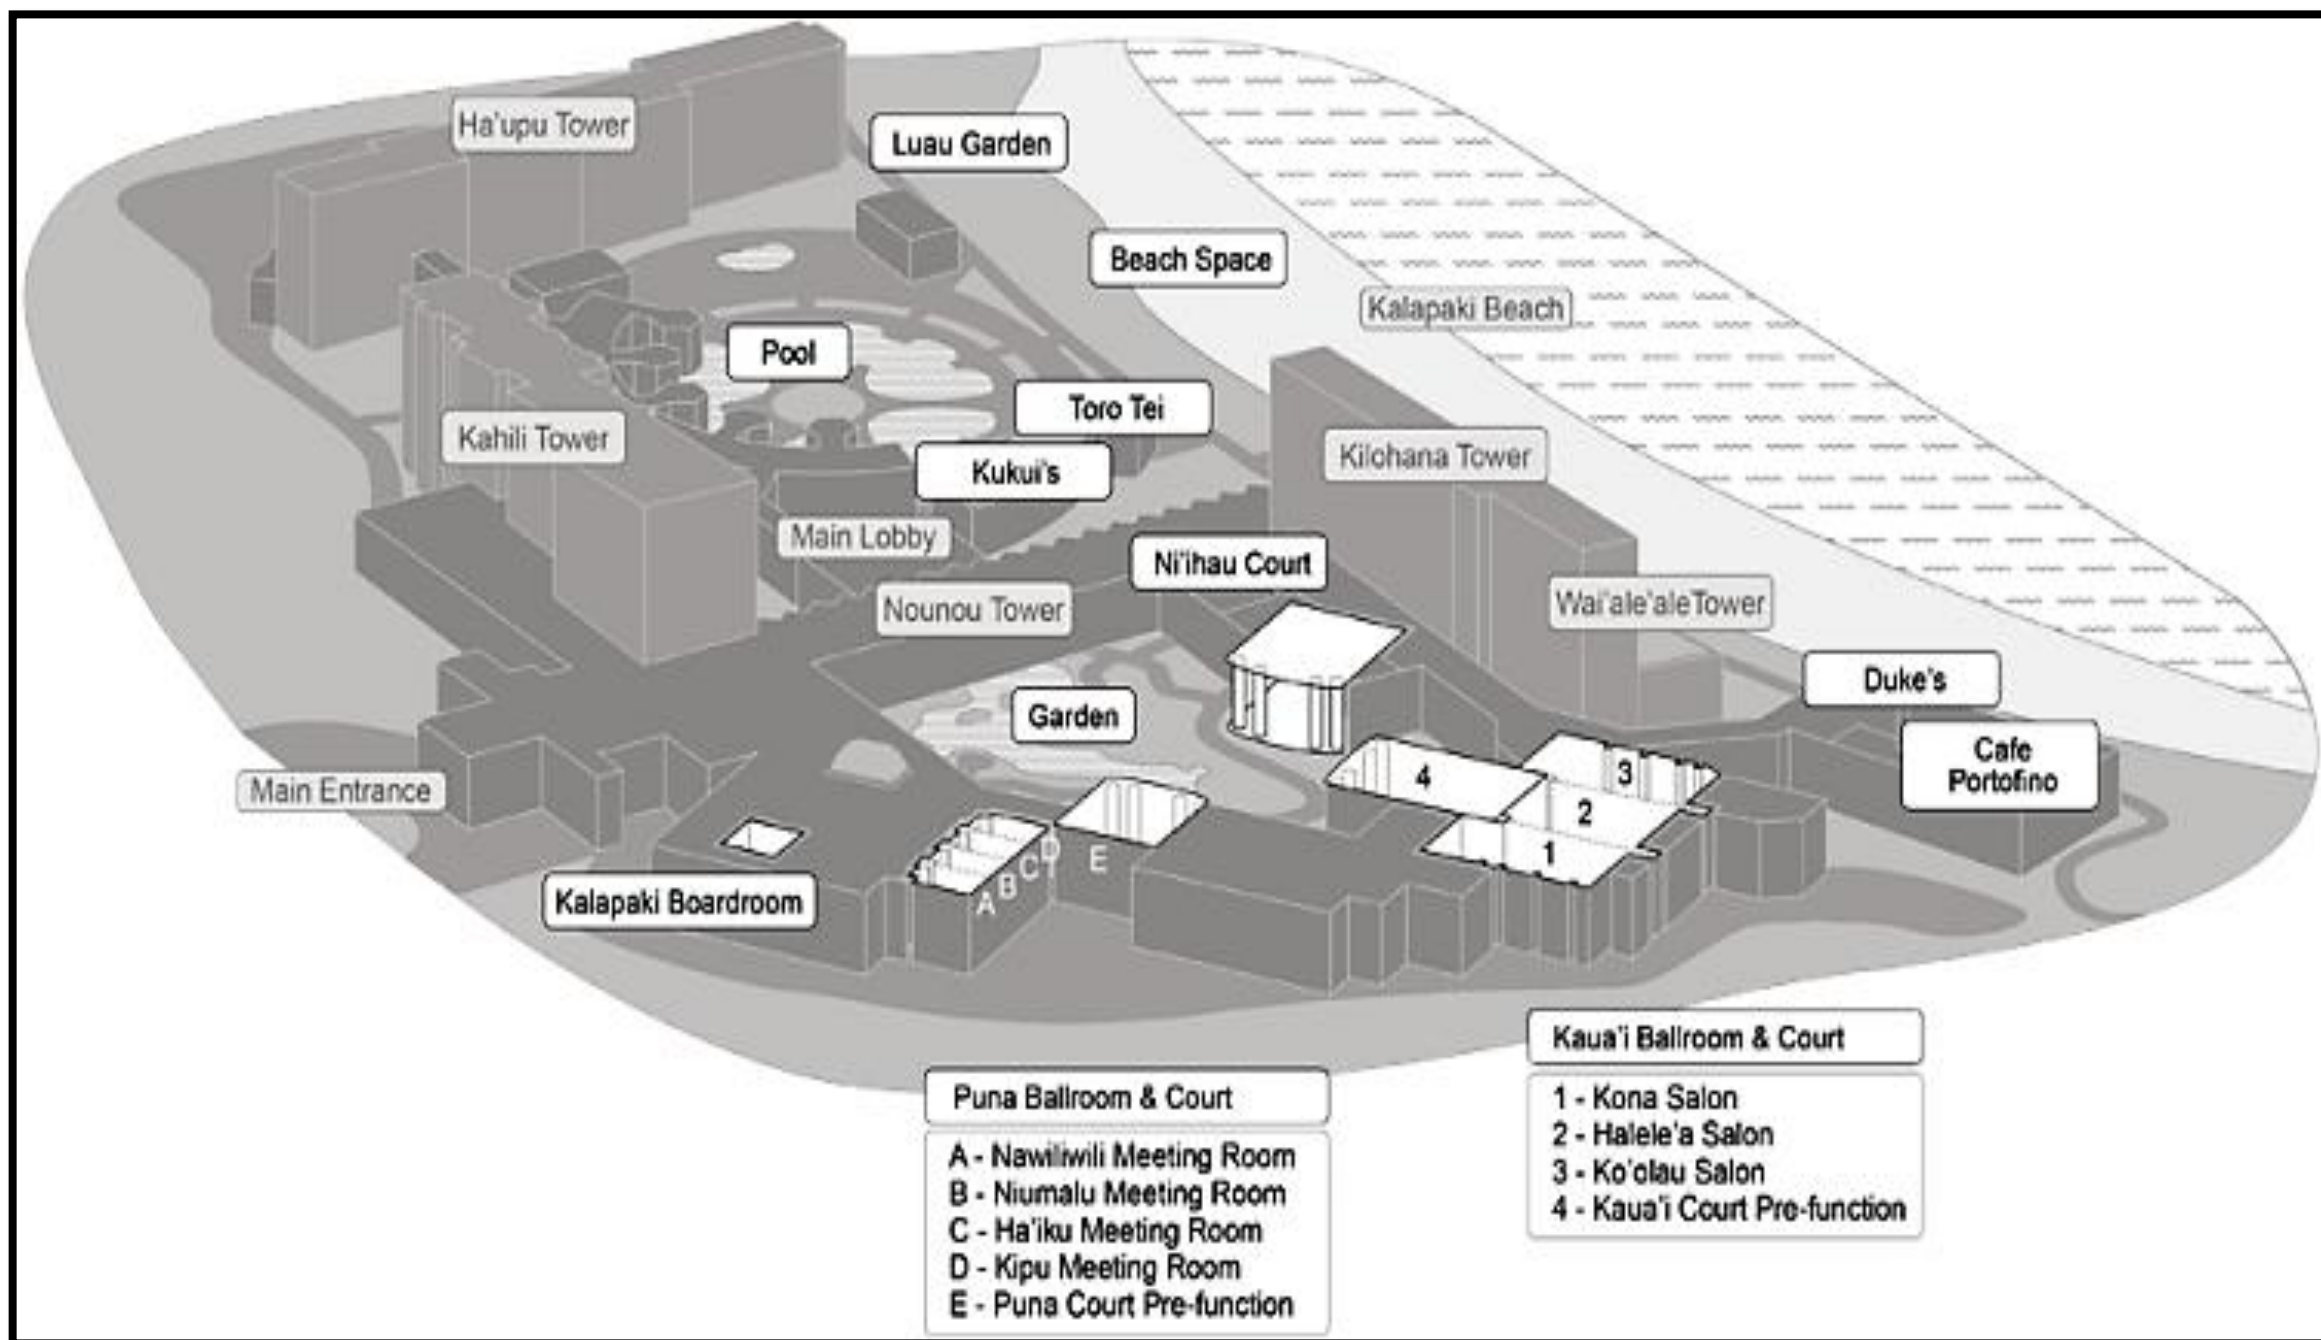 Ha'upu Tower
Luau Garden
Beach Space
Kalapaki Beach
Pool
Toro Tei
Kahili Tower
Kukui's
Kilohana Tower
Main Lobby
Ni'ihau Court
Nounou Tower
Wai'ale'ale Tower
Duke's
Garden
Cafe
Portofino
Main Entrance
4
3
2
1
Kalapaki Boardroom
A
B
C
D
E
Kaua'i Ballroom & Court
1 - Kona Salon
2 - Halele'a Salon
3 - Ko'olau Salon
4 - Kaua'i Court Pre-function
Puna Ballroom & Court
A - Nawiliwili Meeting Room
B - Niumalu Meeting Room
C - Ha'iku Meeting Room
D - Kipu Meeting Room
E - Puna Court Pre-function